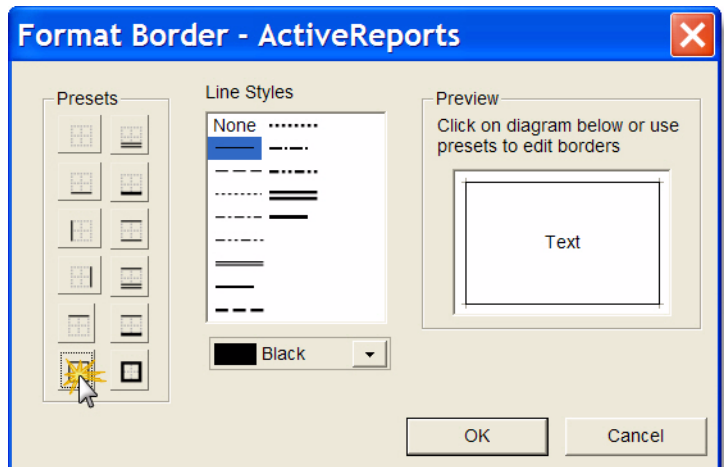 Format Border - ActiveReports
Presets
Line Styles
None
Black
Preview
Click on diagram below or use
presets to edit borders
Text
OK
Cancel